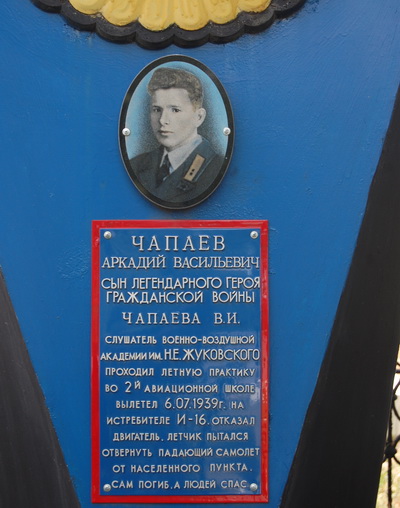 ЧАПАЕВ
АРКАДИЙ ВАСИЛЬЕВИЧ
СЫН ЛЕГЕНДАРНОГО ГЕРОЯ
ГРАЖДАНСКОЙ ВОЙНЫ
ЧАПАЕВА В.И.
СЛУШАТЕЛЬ ВОЕННО-ВОЗДУШНОЙ
АКАДЕМИИ ИМ. Н.Е. ЖУКОВСКОГО
ПРОХОДИЛ ЛЕТНУЮ ПРАКТИКУ
ВО 2Й АВИАЦИОННОЙ ШКОЛЕ
ВЫЛЕТЕЛ 6.07.1939г. НА
ИСТРЕБИТЕЛЕ И-16. ОТКАЗАЛ
ДВИГАТЕЛЬ. ЛЕТЧИК ПЫТАЛСЯ
ОТВЕРНУТЬ ПАДАЮЩИЙ САМОЛЕТ
ОТ НАСЕЛЕННОГО ПУНКТА.
САМ ПОГИБ, А ЛЮДЕЙ СПАС